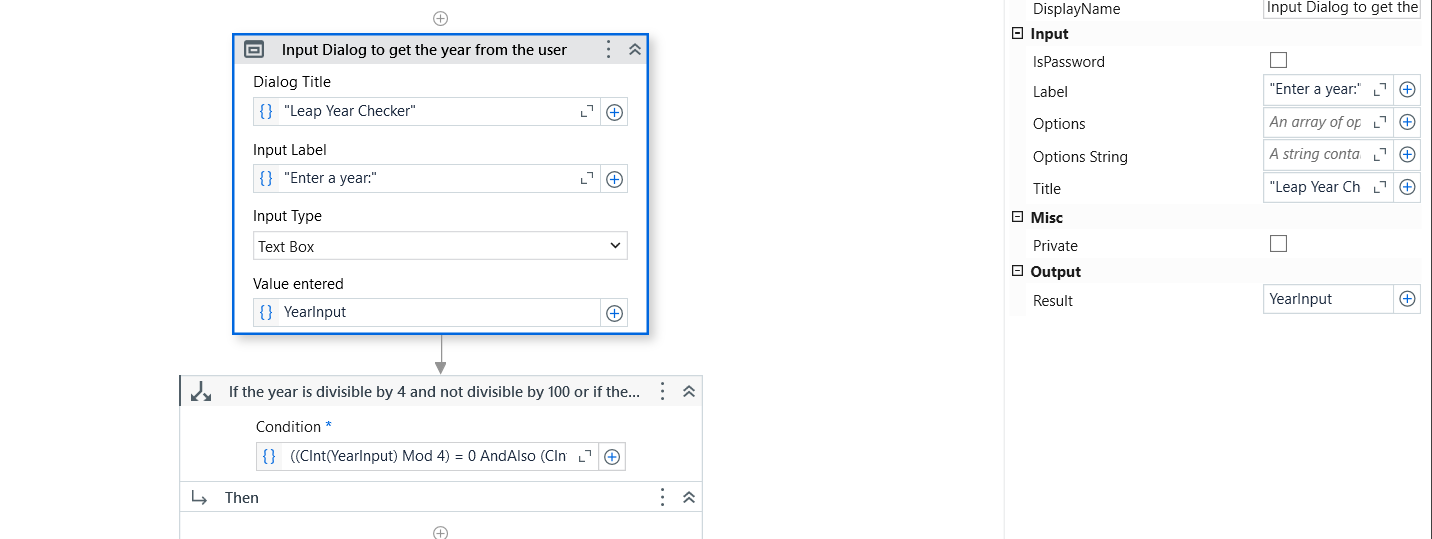 Input Dialog to get the year from the user
Dialog Title
{} "Leap Year Checker"
Input Label
{} "Enter a year:"
Input Type
Text Box
Value entered
{} YearInput
If the year is divisible by 4 and not divisible by 100 or if the...
Condition *
{} ((CInt(YearInput) Mod 4) = 0 AndAlso (CIn
Then
DisplayName Input Dialog to get the
Input
IsPassword
Label "Enter a year:"
Options An array of op
Options String A string conta
Title "Leap Year Ch
Misc
Private
Output
Result YearInput